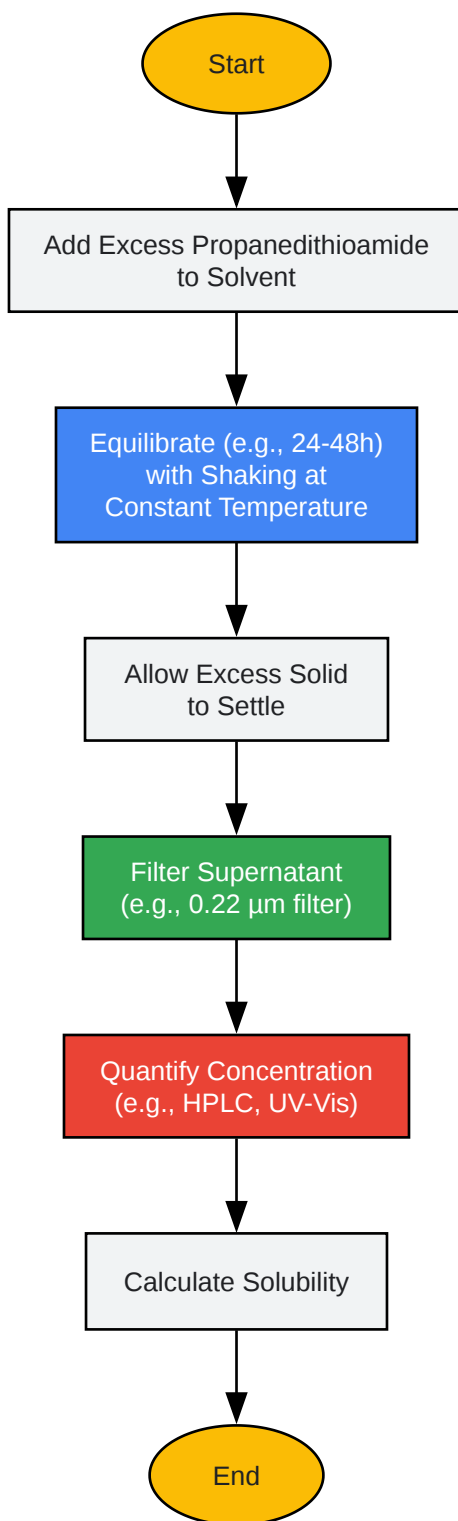 Start
Add Excess Propanedithioamide
to Solvent
Equilibrate (e.g., 24-48h)
with Shaking at
Constant Temperature
Allow Excess Solid
to Settle
Filter Supernatant
(e.g., 0.22 µm filter)
Quantify Concentration
(e.g., HPLC, UV-Vis)
Calculate Solubility
End